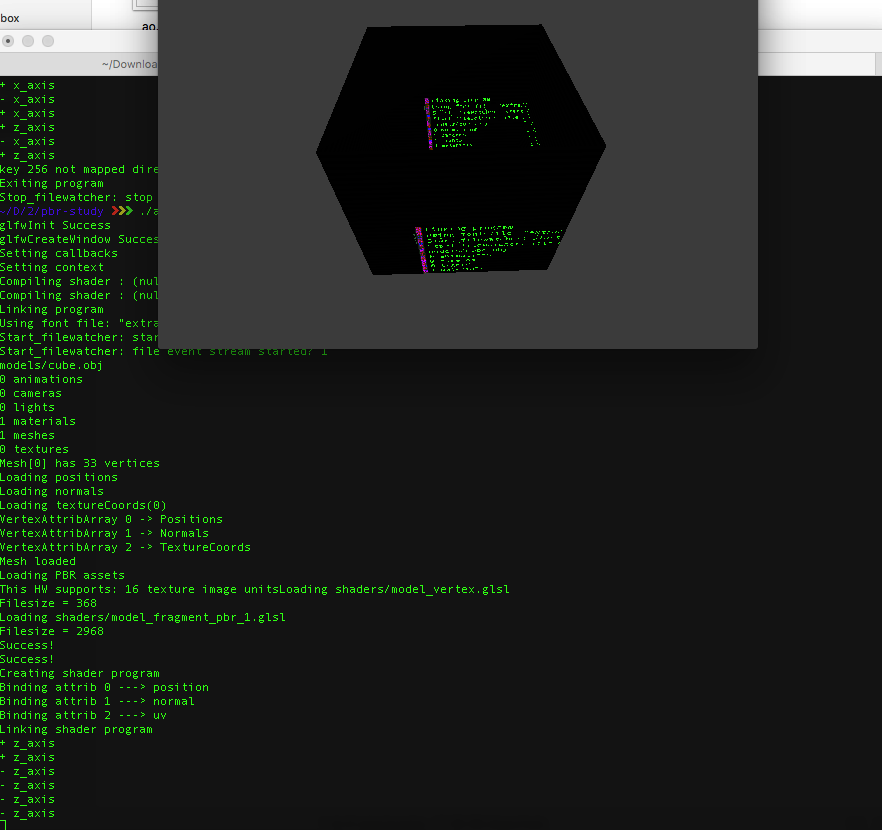 box
ao.
~/Downloa
+ x_axis
- x_axis
+ x_axis
+ z_axis
- x_axis
+ z_axis
key 256 not mapped dire
Exiting program
Stop_filewatcher: stop
~/D/2/pbr-study ❯❯❯ ./a
glfwInit Success
glfwCreateWindow Succes
Setting callbacks
Setting context
Compiling shader : (nul
Compiling shader : (nul
Linking program
Using font file: "extra
Start_filewatcher: star
Start_filewatcher: file event stream started? 1
models/cube.obj
0 animations
0 cameras
0 lights
1 materials
1 meshes
0 textures
Mesh[0] has 33 vertices
Loading positions
Loading normals
Loading textureCoords(0)
VertexAttribArray 0 -> Positions
VertexAttribArray 1 -> Normals
VertexAttribArray 2 -> TextureCoords
Mesh loaded
Loading PBR assets
This HW supports: 16 texture image unitsLoading shaders/model_vertex.glsl
Filesize = 368
Loading shaders/model_fragment_pbr_1.glsl
Filesize = 2968
Success!
Success!
Creating shader program
Binding attrib 0 ---> position
Binding attrib 1 ---> normal
Binding attrib 2 ---> uv
Linking shader program
+ z_axis
+ z_axis
- z_axis
- z_axis
- z_axis
- z_axis